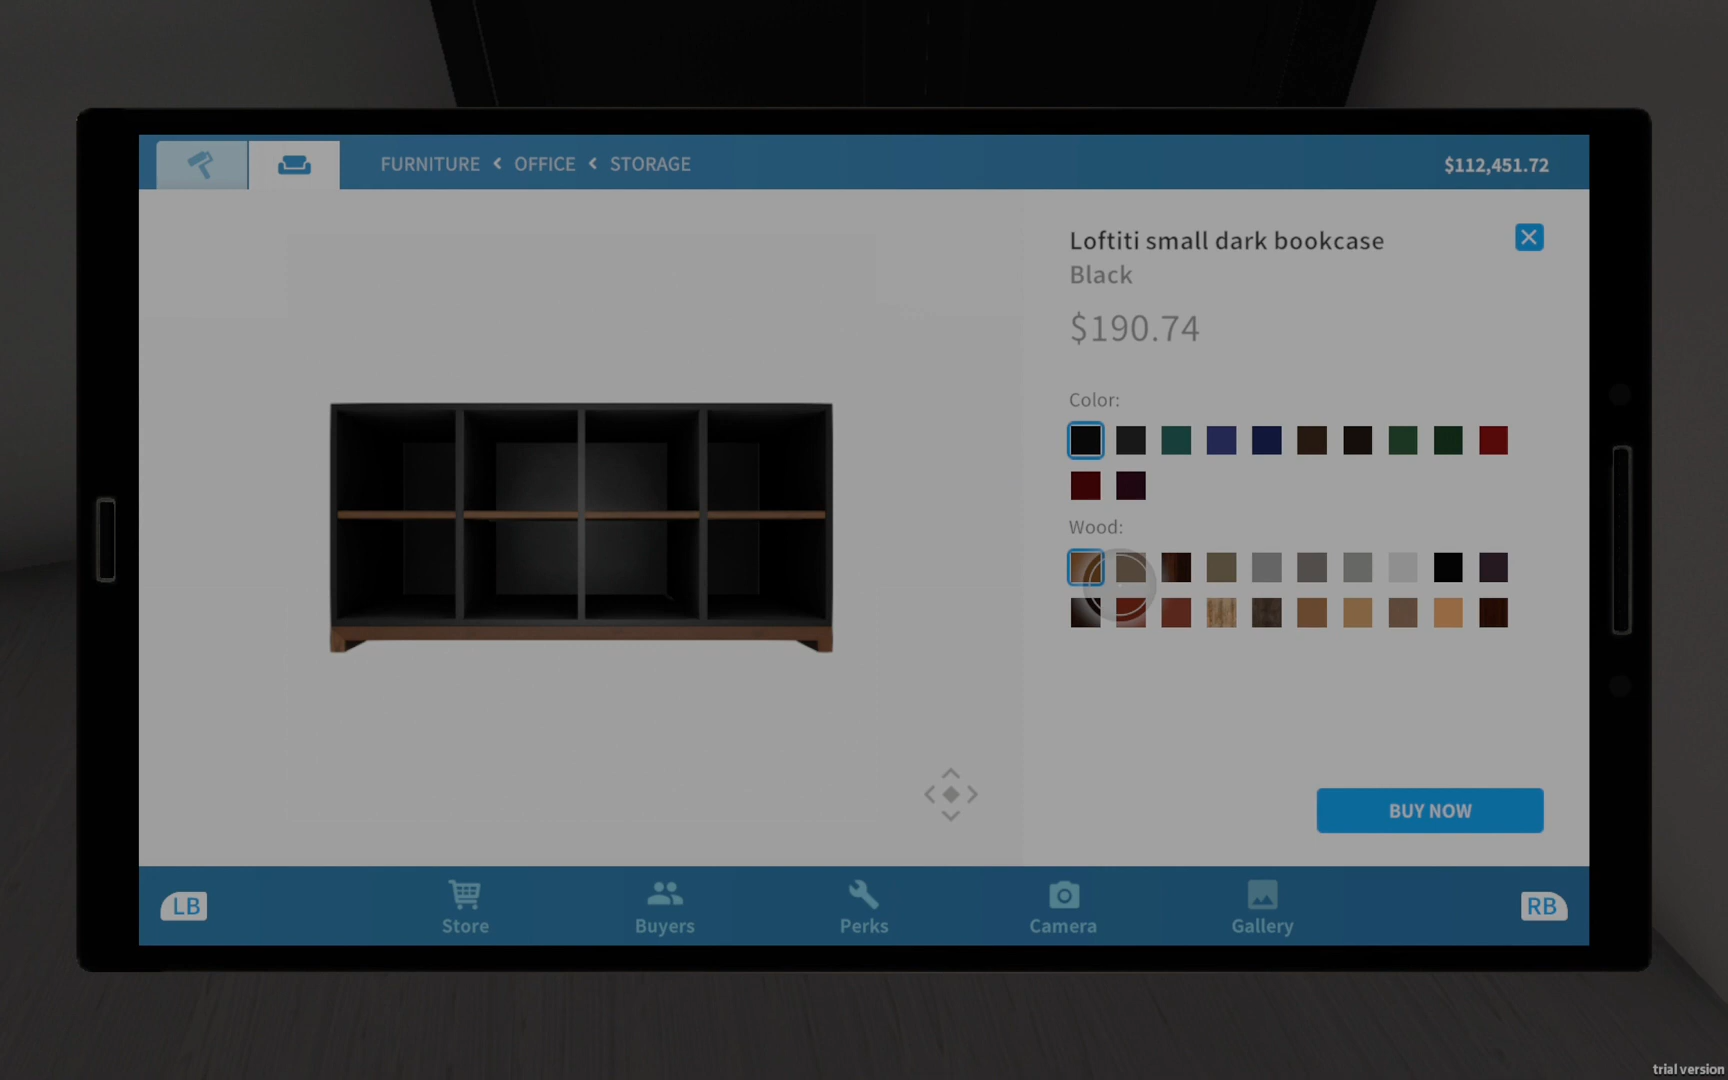 FURNITURE < OFFICE < STORAGE
$112,451.72
Loftiti small dark bookcase
Black
$190.74
Color:
Wood:
BUY NOW
LB
Store
Buyers
Perks
Camera
Gallery
RB
trial version